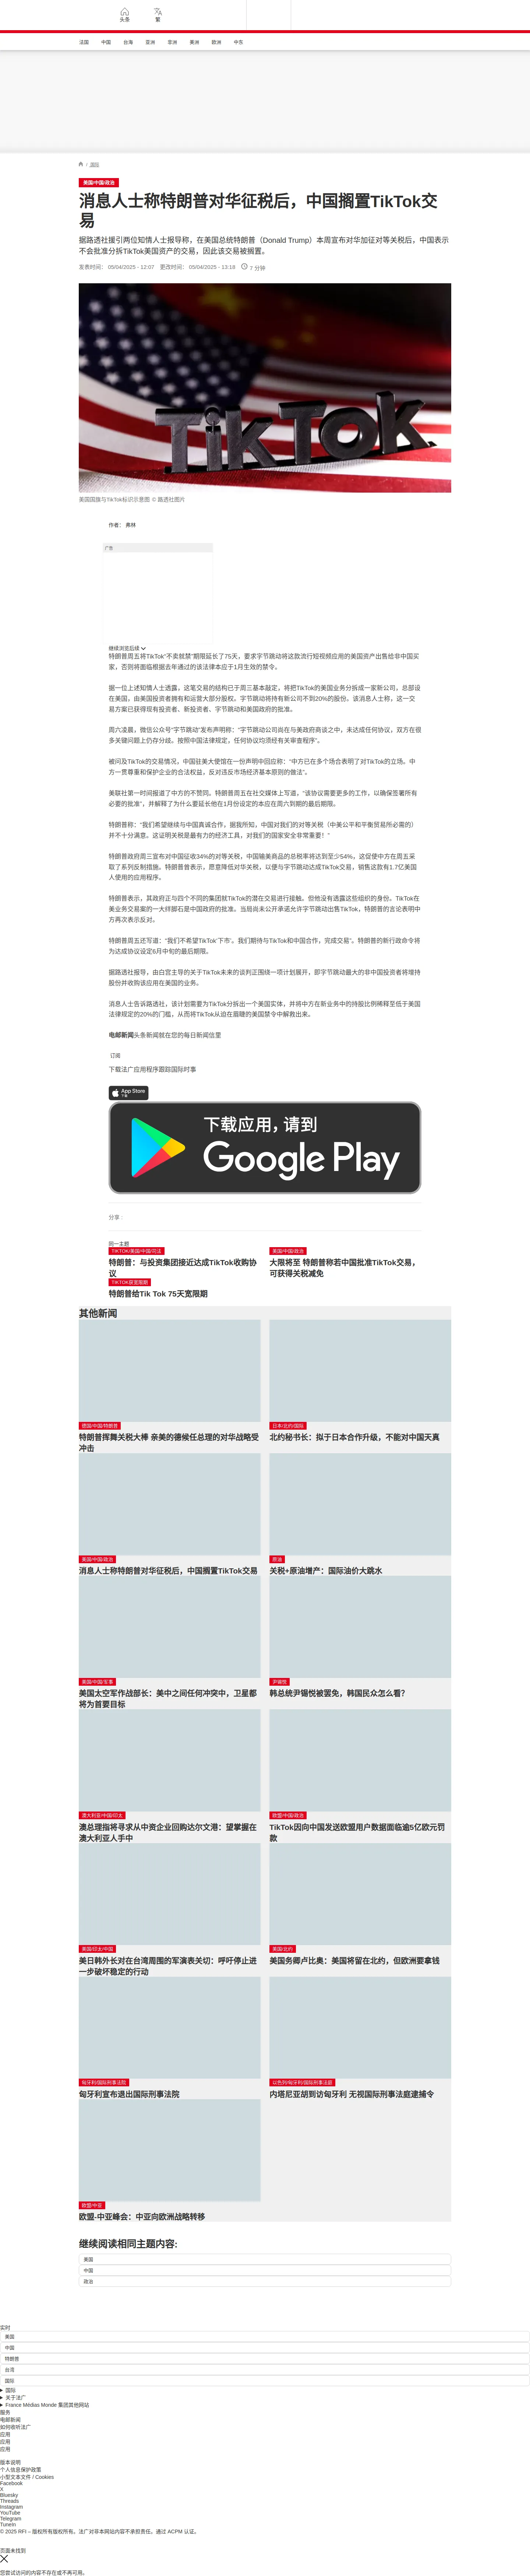 头条
繁
法国
中国
台海
亚洲
非洲
美洲
欧洲
中东
国际
美国/中国/政治
消息人士称特朗普对华征税后，中国搁置TikTok交
易
据路透社援引两位知情人士报导称，在美国总统特朗普（Donald Trump）本周宣布对华加征对等关税后，中国表示
不会批准分拆TikTok美国资产的交易，因此该交易被搁置。
发表时间： 05/04/2025 - 12:07 更改时间： 05/04/2025 - 13:18 7 分钟
TIKTOK
美国国旗与TikTok标识示意图 © 路透社图片
作者： 弗林
广告
继续浏览后续
特朗普周五将TikTok“不卖就禁”期限延长了75天，要求字节跳动将这款流行短视频应用的美国资产出售给非中国买
家，否则将面临根据去年通过的该法律本应于1月生效的禁令。
据一位上述知情人士透露，这笔交易的结构已于周三基本敲定，将把TikTok的美国业务分拆成一家新公司，总部设
在美国，由美国投资者拥有和运营大部分股权。字节跳动将持有新公司不到20%的股份。该消息人士称，这一交
易方案已获得现有投资者、新投资者、字节跳动和美国政府的批准。
周六凌晨，微信公众号“字节跳动”发布声明称：“字节跳动公司尚在与美政府商谈之中，未达成任何协议，双方在很
多关键问题上仍存分歧。按照中国法律规定，任何协议均须经有关审查程序”。
被问及TikTok的交易情况，中国驻美大使馆在一份声明中回应称：“中方已在多个场合表明了对TikTok的立场。中
方一贯尊重和保护企业的合法权益，反对违反市场经济基本原则的做法”。
美联社第一时间报道了中方的不赞同。特朗普周五在社交媒体上写道，“该协议需要更多的工作，以确保签署所有
必要的批准”，并解释了为什么要延长他在1月份设定的本应在周六到期的最后期限。
特朗普称：“我们希望继续与中国真诚合作，据我所知，中国对我们的对等关税（中美公平和平衡贸易所必需的）
并不十分满意。这证明关税是最有力的经济工具，对我们的国家安全非常重要！”
特朗普政府周三宣布对中国征收34%的对等关税，中国输美商品的总税率将达到至少54%，这促使中方在周五采
取了系列反制措施。特朗普曾表示，愿意降低对华关税，以便与字节跳动达成TikTok交易，销售这款有1.7亿美国
人使用的应用程序。
特朗普表示，其政府正与四个不同的集团就TikTok的潜在交易进行接触。但他没有透露这些组织的身份。TikTok在
美业务交易案的一大绊脚石是中国政府的批准。当局尚未公开承诺允许字节跳动出售TikTok，特朗普的言论表明中
方再次表示反对。
特朗普周五还写道：“我们不希望TikTok‘下市’。我们期待与TikTok和中国合作，完成交易”。特朗普的新行政命令将
为达成协议设定6月中旬的最后期限。
据路透社报导，由白宫主导的关于TikTok未来的谈判正围绕一项计划展开，即字节跳动最大的非中国投资者将增持
股份并收购该应用在美国的业务。
消息人士告诉路透社，该计划需要为TikTok分拆出一个美国实体，并将中方在新业务中的持股比例稀释至低于美国
法律规定的20%的门槛，从而将TikTok从迫在眉睫的美国禁令中解救出来。
电邮新闻头条新闻就在您的每日新闻信里
订阅
下载法广应用程序跟踪国际时事
App Store
下载
下载应用，请到
Google Play
分享 :
同一主题
TIKTOK/美国/中国/司法
特朗普：与投资集团接近达成TikTok收购协
议
美国/中国/政治
大限将至 特朗普称若中国批准TikTok交易，
可获得关税减免
TIKTOK获宽限期
特朗普给Tik Tok 75天宽限期
其他新闻
德国/中国/特朗普
特朗普挥舞关税大棒 亲美的德候任总理的对华战略受
冲击
日本/北约/国际
北约秘书长：拟于日本合作升级，不能对中国天真
美国/中国/政治
消息人士称特朗普对华征税后，中国搁置TikTok交易
原油
关税+原油增产：国际油价大跳水
美国/中国/军事
美国太空军作战部长：美中之间任何冲突中，卫星都
将为首要目标
尹锡悦
韩总统尹锡悦被罢免，韩国民众怎么看？
澳大利亚/中国/印太
澳总理指将寻求从中资企业回购达尔文港：望掌握在
澳大利亚人手中
欧盟/中国/政治
TikTok因向中国发送欧盟用户数据面临逾5亿欧元罚
款
美国/印太/中国
美日韩外长对在台湾周围的军演表关切：呼吁停止进
一步破坏稳定的行动
美国/北约
美国务卿卢比奥：美国将留在北约，但欧洲要拿钱
匈牙利/国际刑事法院
匈牙利宣布退出国际刑事法院
以色列/匈牙利/国际刑事法庭
内塔尼亚胡到访匈牙利 无视国际刑事法庭逮捕令
欧盟/中亚
欧盟-中亚峰会：中亚向欧洲战略转移
继续阅读相同主题内容:
美国
中国
政治
实时
美国
中国
特朗普
台湾
国际
国际
关于法广
France Médias Monde 集团其他网站
服务
电邮新闻
如何收听法广
应用
应用
应用
版本说明
个人信息保护政策
小型文本文件 / Cookies
Facebook
X
Bluesky
Threads
Instagram
YouTube
Telegram
TuneIn
© 2025 RFI – 版权所有版权所有。法广对非本网站内容不承担责任。通过 ACPM 认证。
页面未找到
您尝试访问的内容不存在或不再可用。